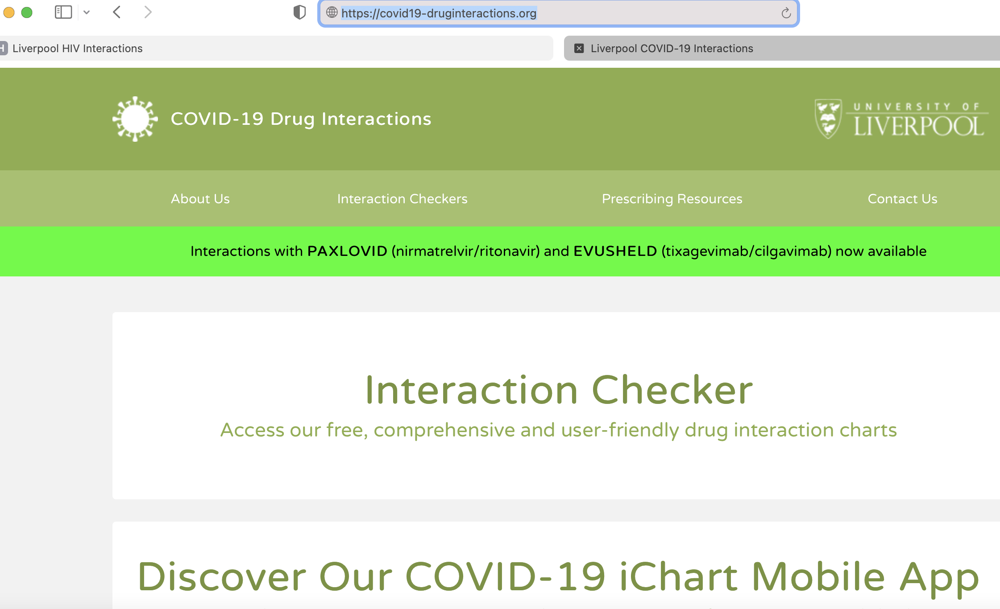 https://covid19-druginteractions.org
H Liverpool HIV Interactions
Liverpool COVID-19 Interactions
COVID-19 Drug Interactions
UNIVERSITY OF
LIVERPOOL
About Us
Interaction Checkers
Prescribing Resources
Contact Us
Interactions with PAXLOVID (nirmatrelvir/ritonavir) and EVUSHELD (tixagevimab/cilgavimab) now available
Interaction Checker
Access our free, comprehensive and user-friendly drug interaction charts
Discover Our COVID-19 iChart Mobile App